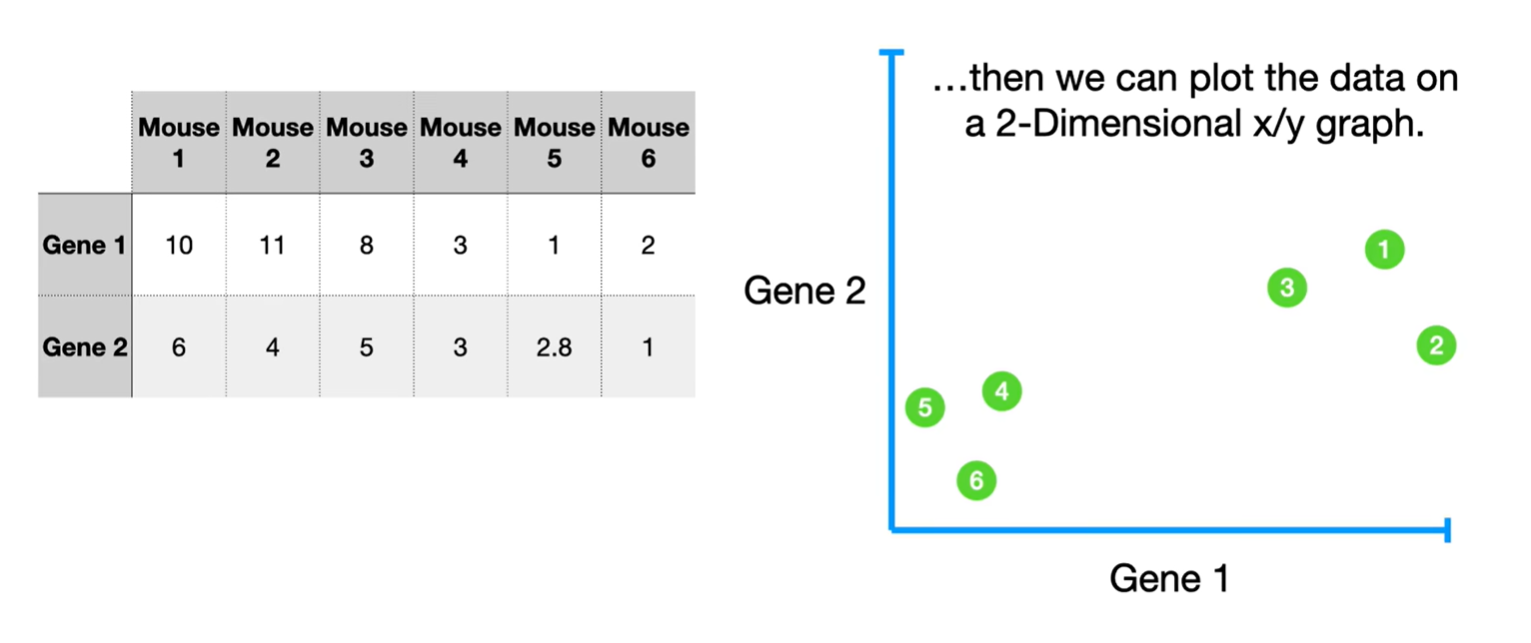 Mouse 1 Mouse 2 Mouse 3 Mouse 4 Mouse 5 Mouse 6
Gene 1 10 11 8 3 1 2
Gene 2 6 4 5 3 2.8 1
...then we can plot the data on
a 2-Dimensional x/y graph.
1
3
Gene 2
2
4
5
6
Gene 1